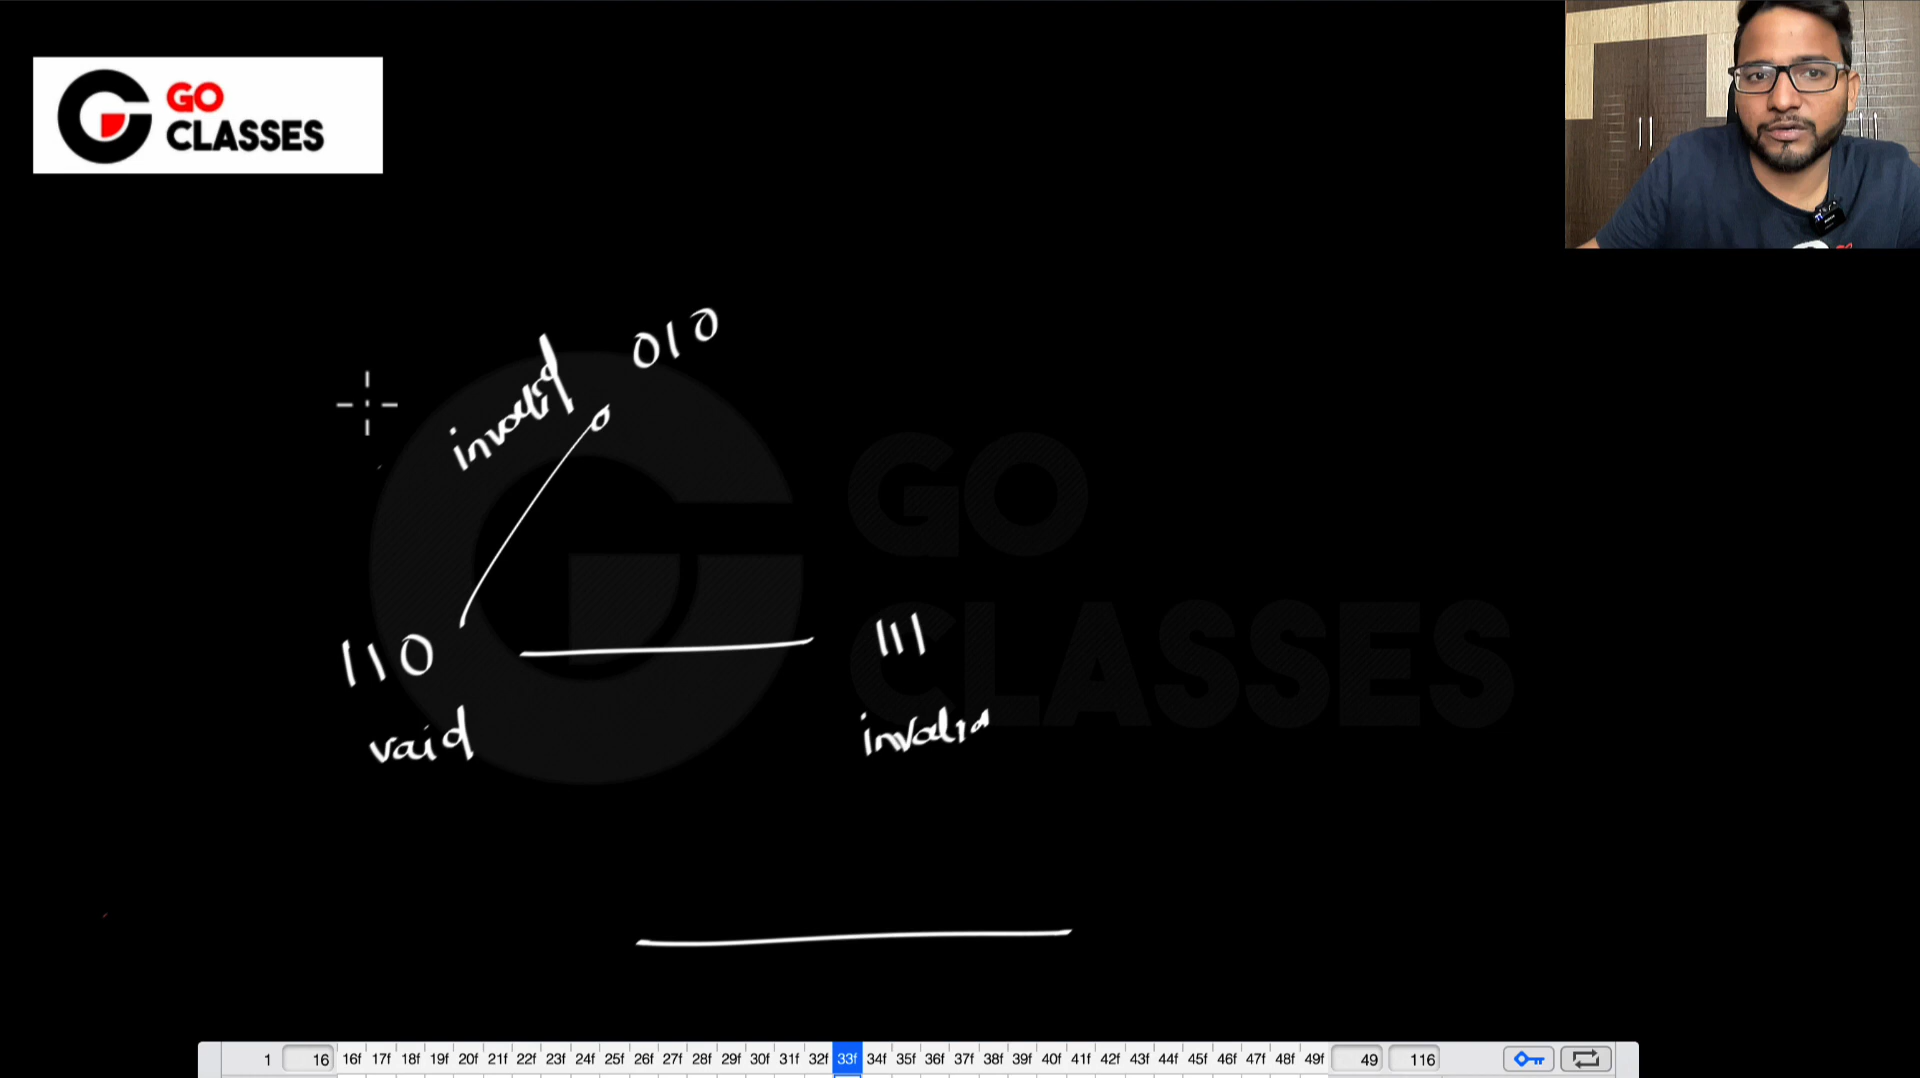 GO
CLASSES
invalid
010
GO
CLASSES
110
111
vaid
invalid
1 16 16f 17f 18f 19f 20f 21f 22f 23f 24f 25f 26f 27f 28f 29f 30f 31f 32f 33f 34f 35f 36f 37f 38f 39f 40f 41f 42f 43f 44f 45f 46f 47f 48f 49f 49 116